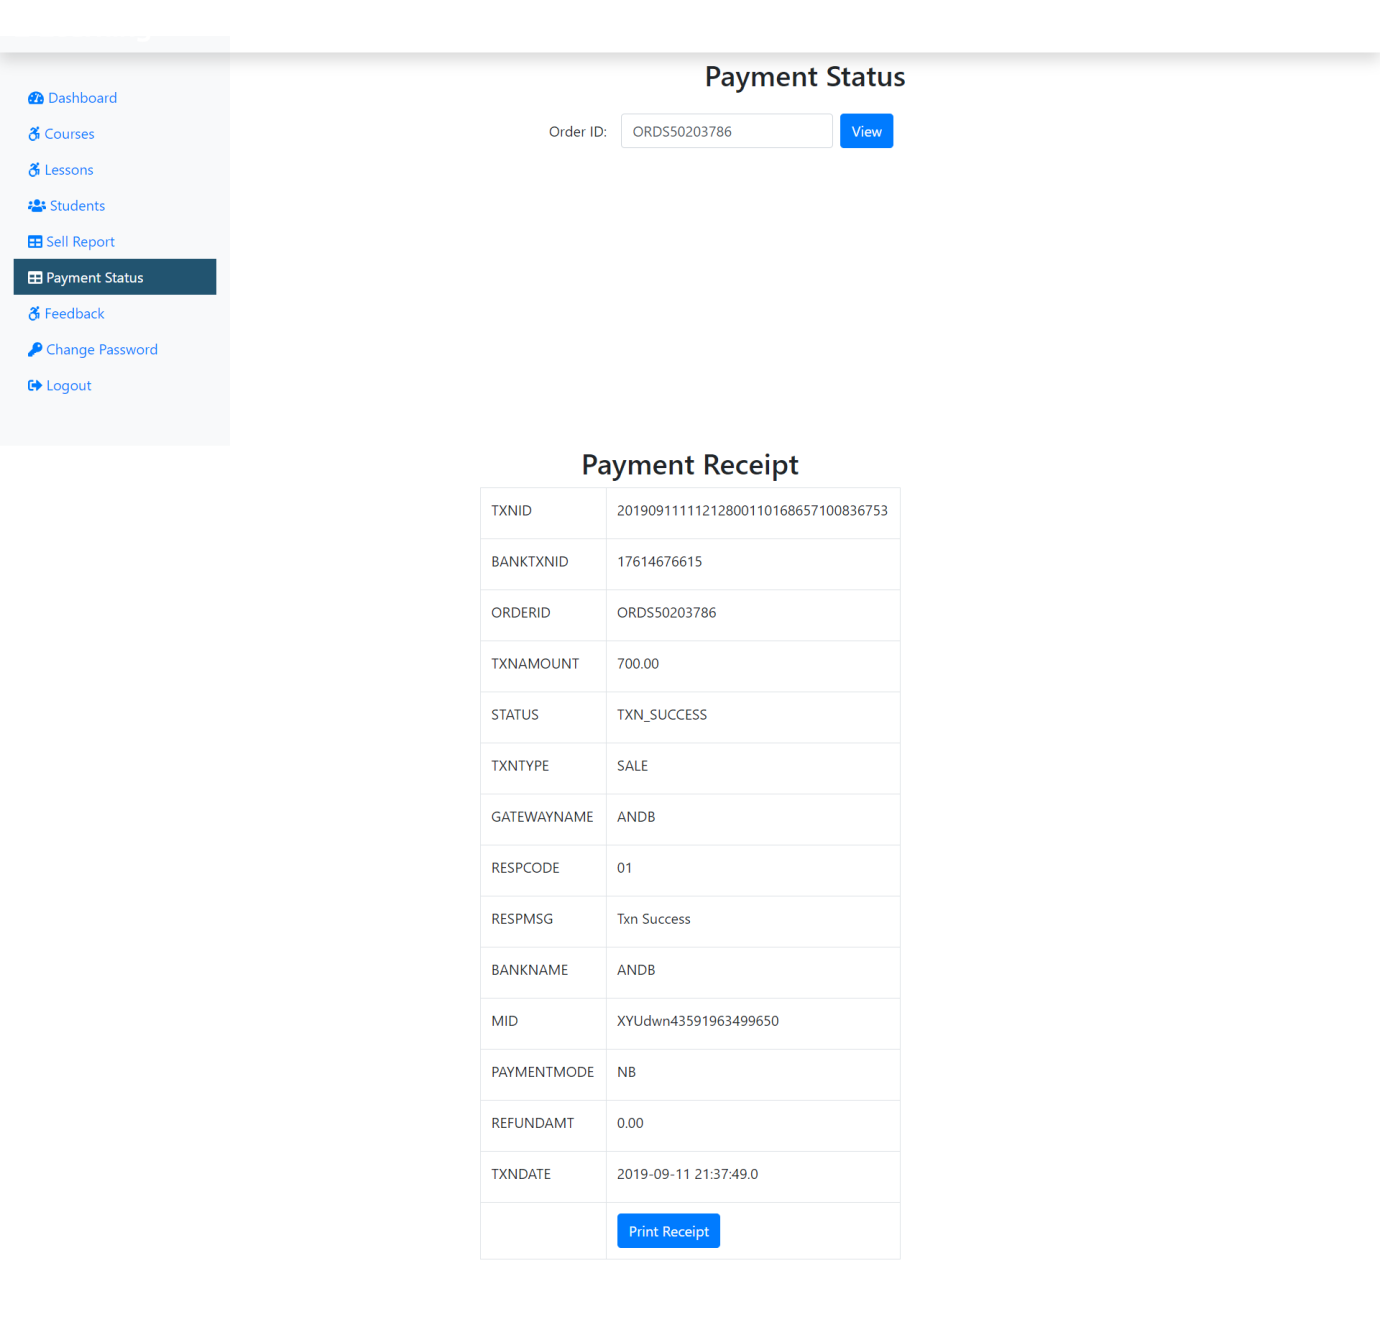 Payment Status
Order ID: ORDS50203786 View
Dashboard
Courses
Lessons
Students
Sell Report
Payment Status
Feedback
Change Password
Logout
Payment Receipt
TXNID 20190911111212800110168657100836753
BANKTXNID 17614676615
ORDERID ORDS50203786
TXNAMOUNT 700.00
STATUS TXN_SUCCESS
TXNTYPE SALE
GATEWAYNAME ANDB
RESPCODE 01
RESPMSG Txn Success
BANKNAME ANDB
MID XYUdwn43591963499650
PAYMENTMODE NB
REFUNDAMT 0.00
TXNDATE 2019-09-11 21:37:49.0
Print Receipt